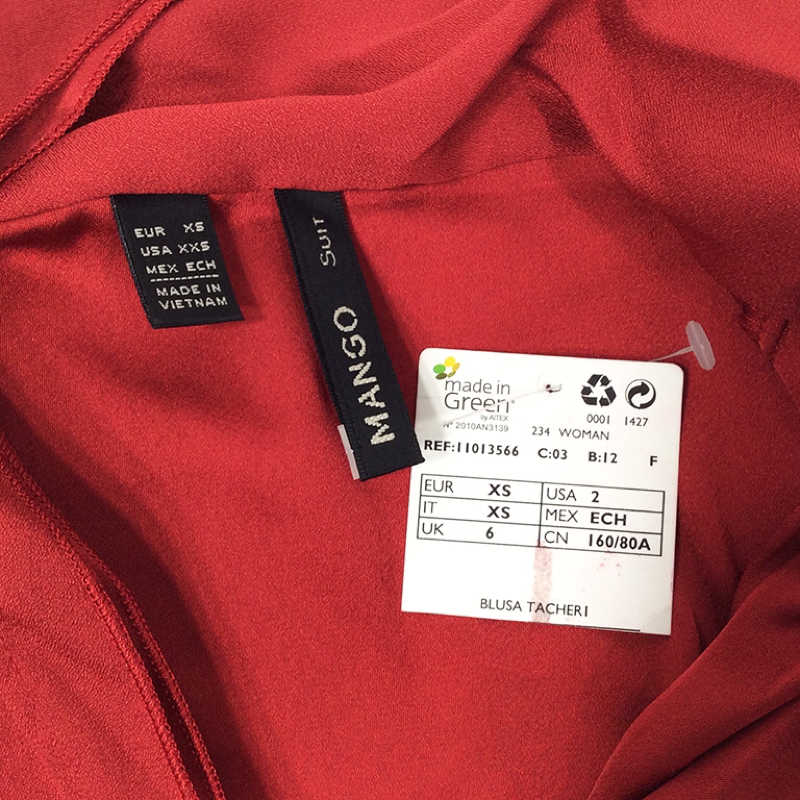 EUR XS
USA XXS
MEX ECH
MADE IN
VIETNAM
MANGO SUIT
made in
Green®
by AITEX
Nº 2010AN3139
0001 1427
234 WOMAN
REF:11013566 C:03 B:12 F
EUR XS USA 2
IT XS MEX ECH
UK 6 CN 160/80A
BLUSA TACHER1